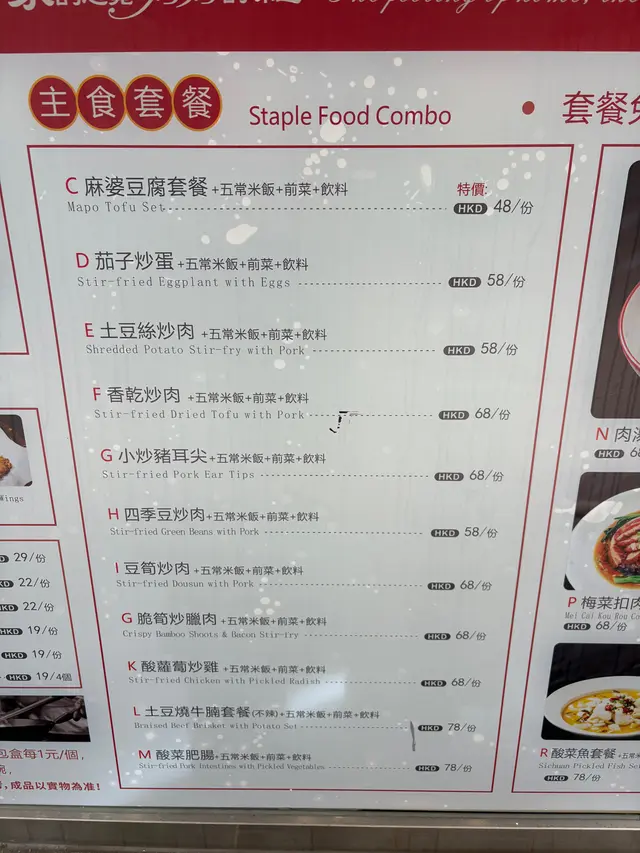 The feeling of home, the
主食套餐 Staple Food Combo • 套餐
C 麻婆豆腐套餐 +五常米飯+前菜+飲料 特價:
Mapo Tofu Set HKD 48/份
D 茄子炒蛋 +五常米飯+前菜+飲料
Stir-fried Eggplant with Eggs HKD 58/份
E 土豆絲炒肉 +五常米飯+前菜+飲料
Shredded Potato Stir-fry with Pork HKD 58/份
F 香乾炒肉 +五常米飯+前菜+飲料
Stir-fried Dried Tofu with Pork HKD 68/份
G 小炒豬耳尖+五常米飯+前菜+飲料
Stir-fried Pork Ear Tips HKD 68/份
H 四季豆炒肉+五常米飯+前菜+飲料
Stir-fried Green Beans with Pork HKD 58/份
I 豆筍炒肉 +五常米飯+前菜+飲料
Stir-fried Dousun with Pork HKD 68/份
G 脆筍炒臘肉 +五常米飯+前菜+飲料
Crispy Bamboo Shoots & Bacon Stir-fry HKD 68/份
K 酸蘿蔔炒雞 +五常米飯+前菜+飲料
Stir-fried Chicken with Pickled Radish HKD 68/份
L 土豆燒牛腩套餐(不辣)+五常米飯+前菜+飲料
Braised Beef Brisket with Potato Set HKD 78/份
M 酸菜肥腸+五常米飯+前菜+飲料
Stir-fried Pork Intestines with Pickled Vegetables HKD 78/份
Wings
29/份
HKD 22/份
HKD 22/份
HKD 19/份
HKD 19/份
HKD 19/4個
包盒每1元/個,
成品以實物為准!
N 肉
HKD
P 梅菜扣肉
Mei Cai Kou Rou
HKD 68/份
R 酸菜魚套餐
Sichuan Pickled Fish
HKD 78/份